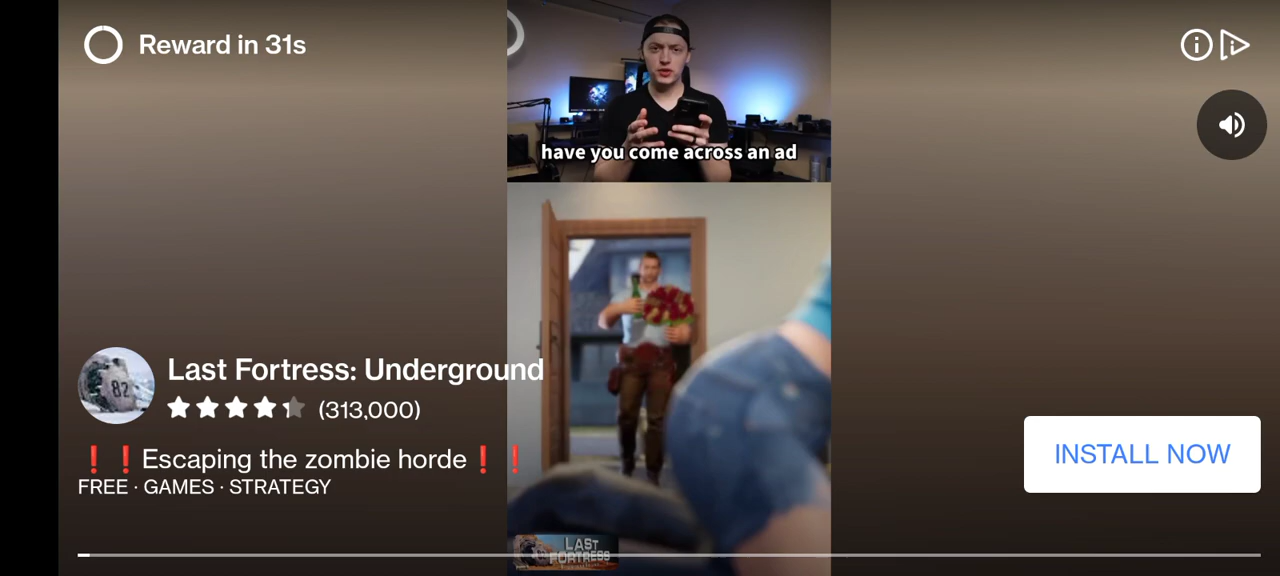 Reward in 31s
have you come across an ad
Last Fortress: Underground
82
(313,000)
❗❗Escaping the zombie horde❗❗
FREE · GAMES · STRATEGY
INSTALL NOW
LAST
FORTRESS